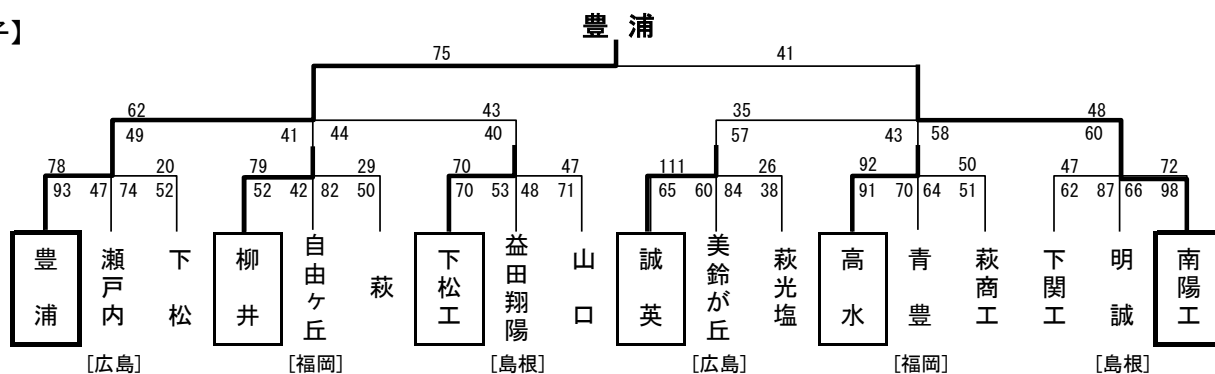 子】
豊 浦
75 41
62 43 35 48
49 41 44 40 57 43 58 60
78 20 79 29 70 47 111 26 92 50 47 72
93 47 74 52 52 42 82 50 70 53 48 71 65 60 84 38 91 70 64 51 62 87 66 98
豊浦 瀬戸内 下松 柳井 自由ヶ丘 萩 下松工 益田翔陽 山口 誠英 美鈴が丘 萩光塩 高水 青豊 萩商工 下関工 明誠 南陽工
[広島] [福岡] [島根] [広島] [福岡] [島根]